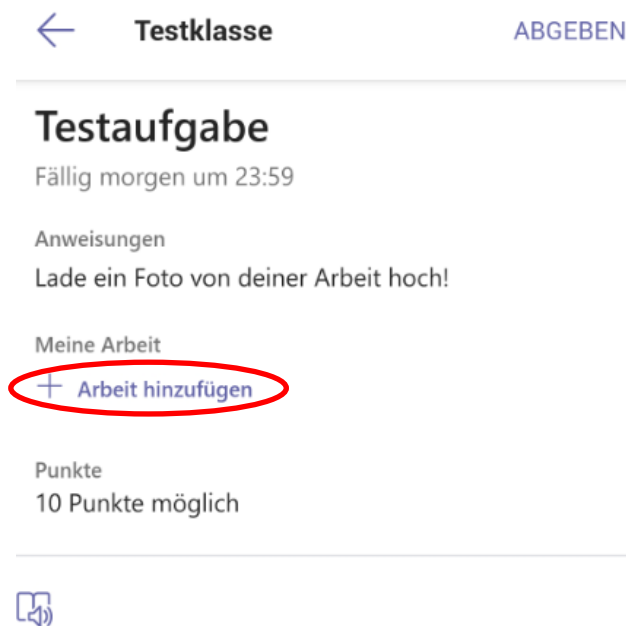 Testklasse ABGEBEN
Testaufgabe
Fällig morgen um 23:59
Anweisungen
Lade ein Foto von deiner Arbeit hoch!
Meine Arbeit
+ Arbeit hinzufügen
Punkte
10 Punkte möglich